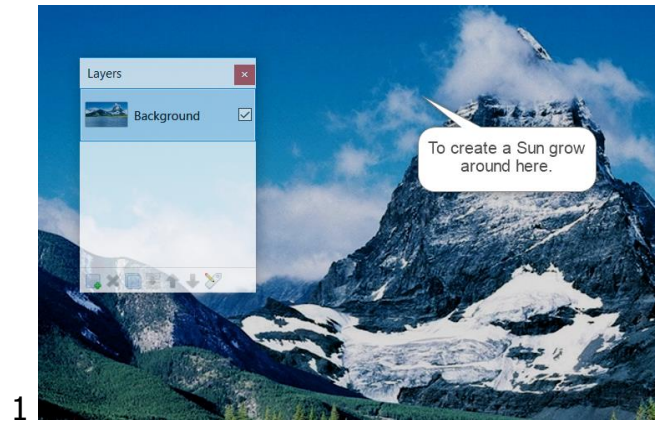 Layers
Background
To create a Sun grow
around here.
1